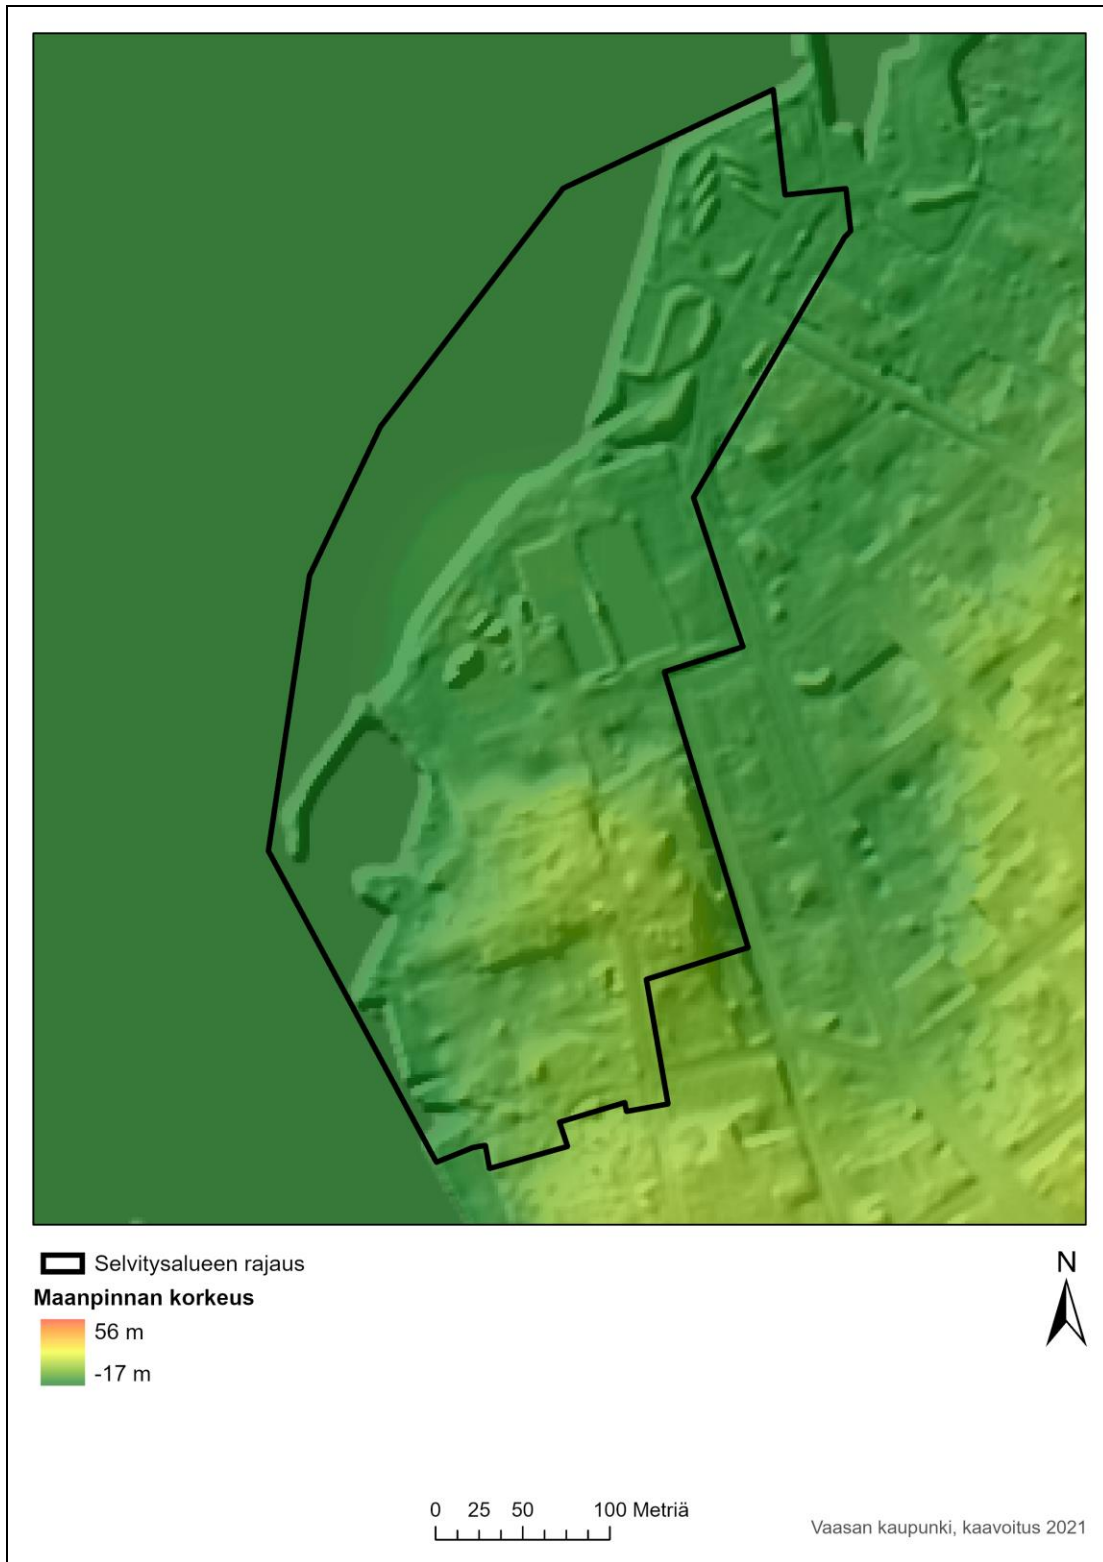 Selvitysalueen rajaus
Maanpinnan korkeus
56 m
-17 m
N
0 25 50 100 Metriä
Vaasan kaupunki, kaavoitus 2021